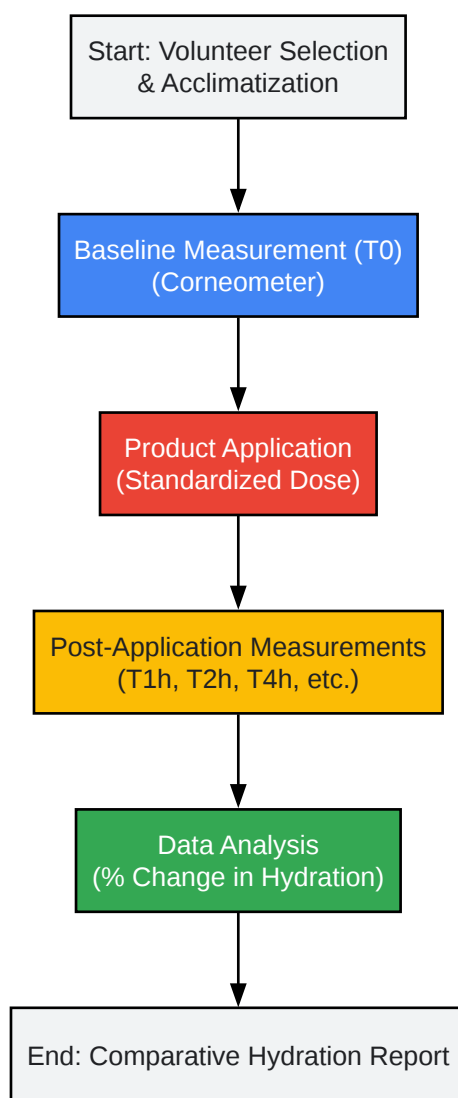 Start: Volunteer Selection
& Acclimatization
Baseline Measurement (T0)
(Corneometer)
Product Application
(Standardized Dose)
Post-Application Measurements
(T1h, T2h, T4h, etc.)
Data Analysis
(% Change in Hydration)
End: Comparative Hydration Report